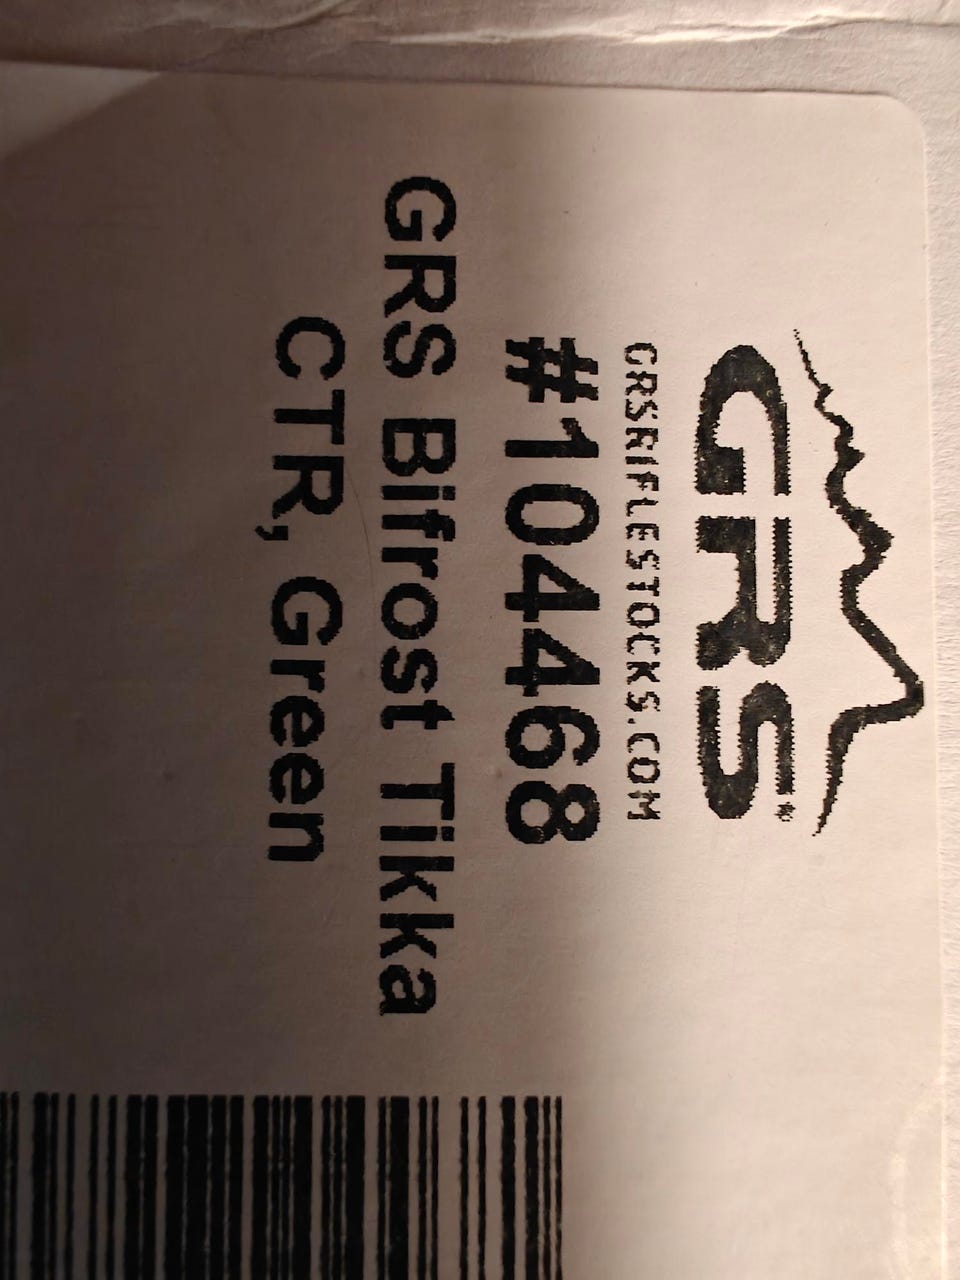 GRS
GRSRIFLESTOCKS.COM
#104468
GRS Bifrost Tikka
CTR, Green